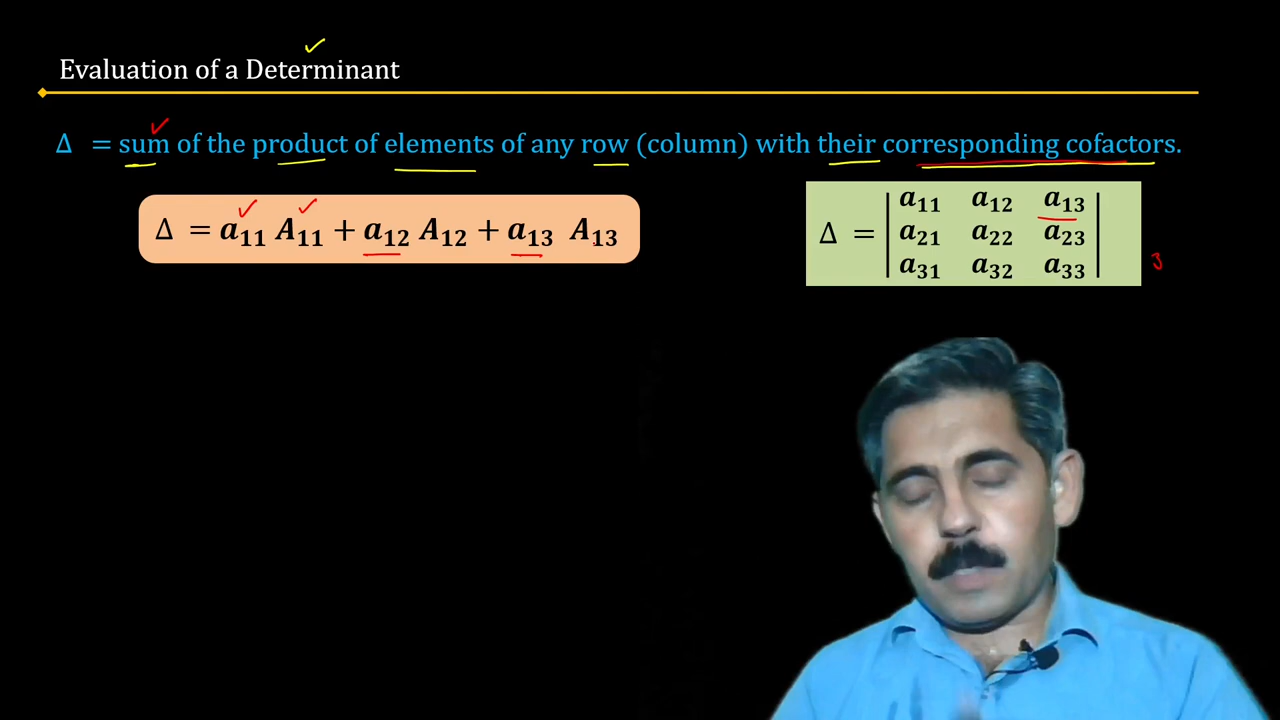 Evaluation of a Determinant
Δ = sum of the product of elements of any row (column) with their corresponding cofactors.
Δ = a₁₁ A₁₁ + a₁₂ A₁₂ + a₁₃ A₁₃
Δ = | a₁₁ a₁₂ a₁₃ |
| a₂₁ a₂₂ a₂₃ |
| a₃₁ a₃₂ a₃₃ |